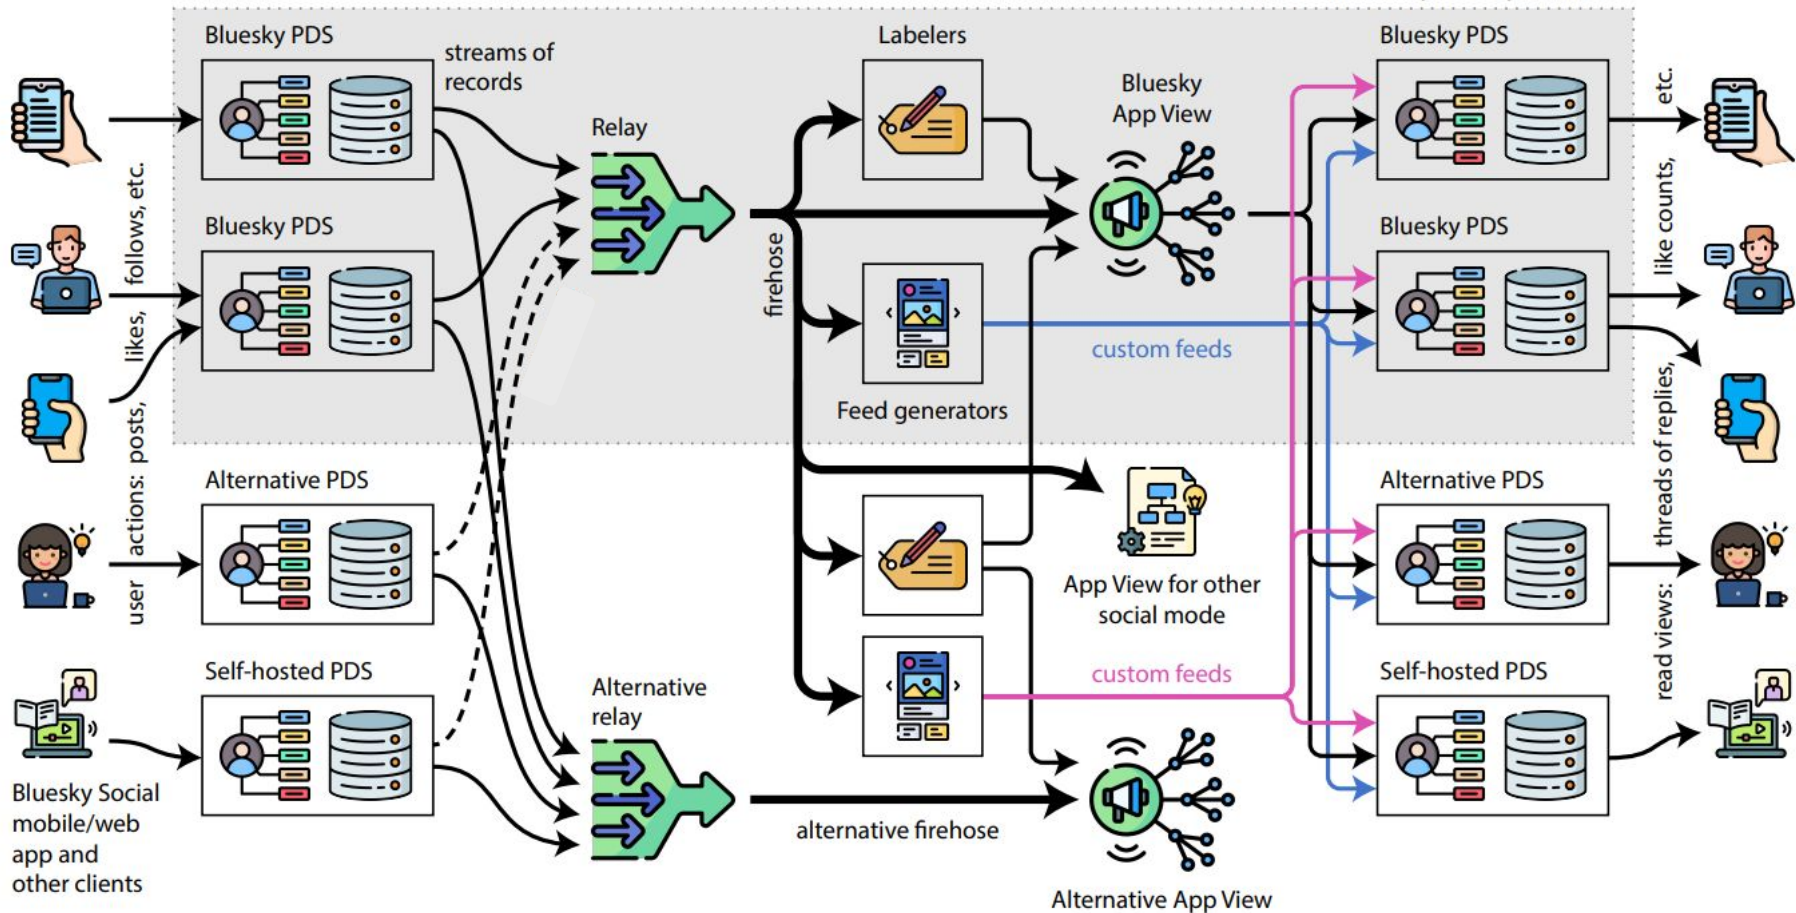 Bluesky PDS
streams of
records
Labelers
Bluesky PDS
Relay
Bluesky
App View
etc.
Bluesky PDS
Bluesky PDS
firehose
custom feeds
Feed generators
user actions: posts, likes, follows, etc.
read views: threads of replies, like counts, etc.
Alternative PDS
Alternative PDS
App View for other
social mode
Self-hosted PDS
Alternative
relay
custom feeds
Self-hosted PDS
Bluesky Social
mobile/web
app and
other clients
alternative firehose
Alternative App View